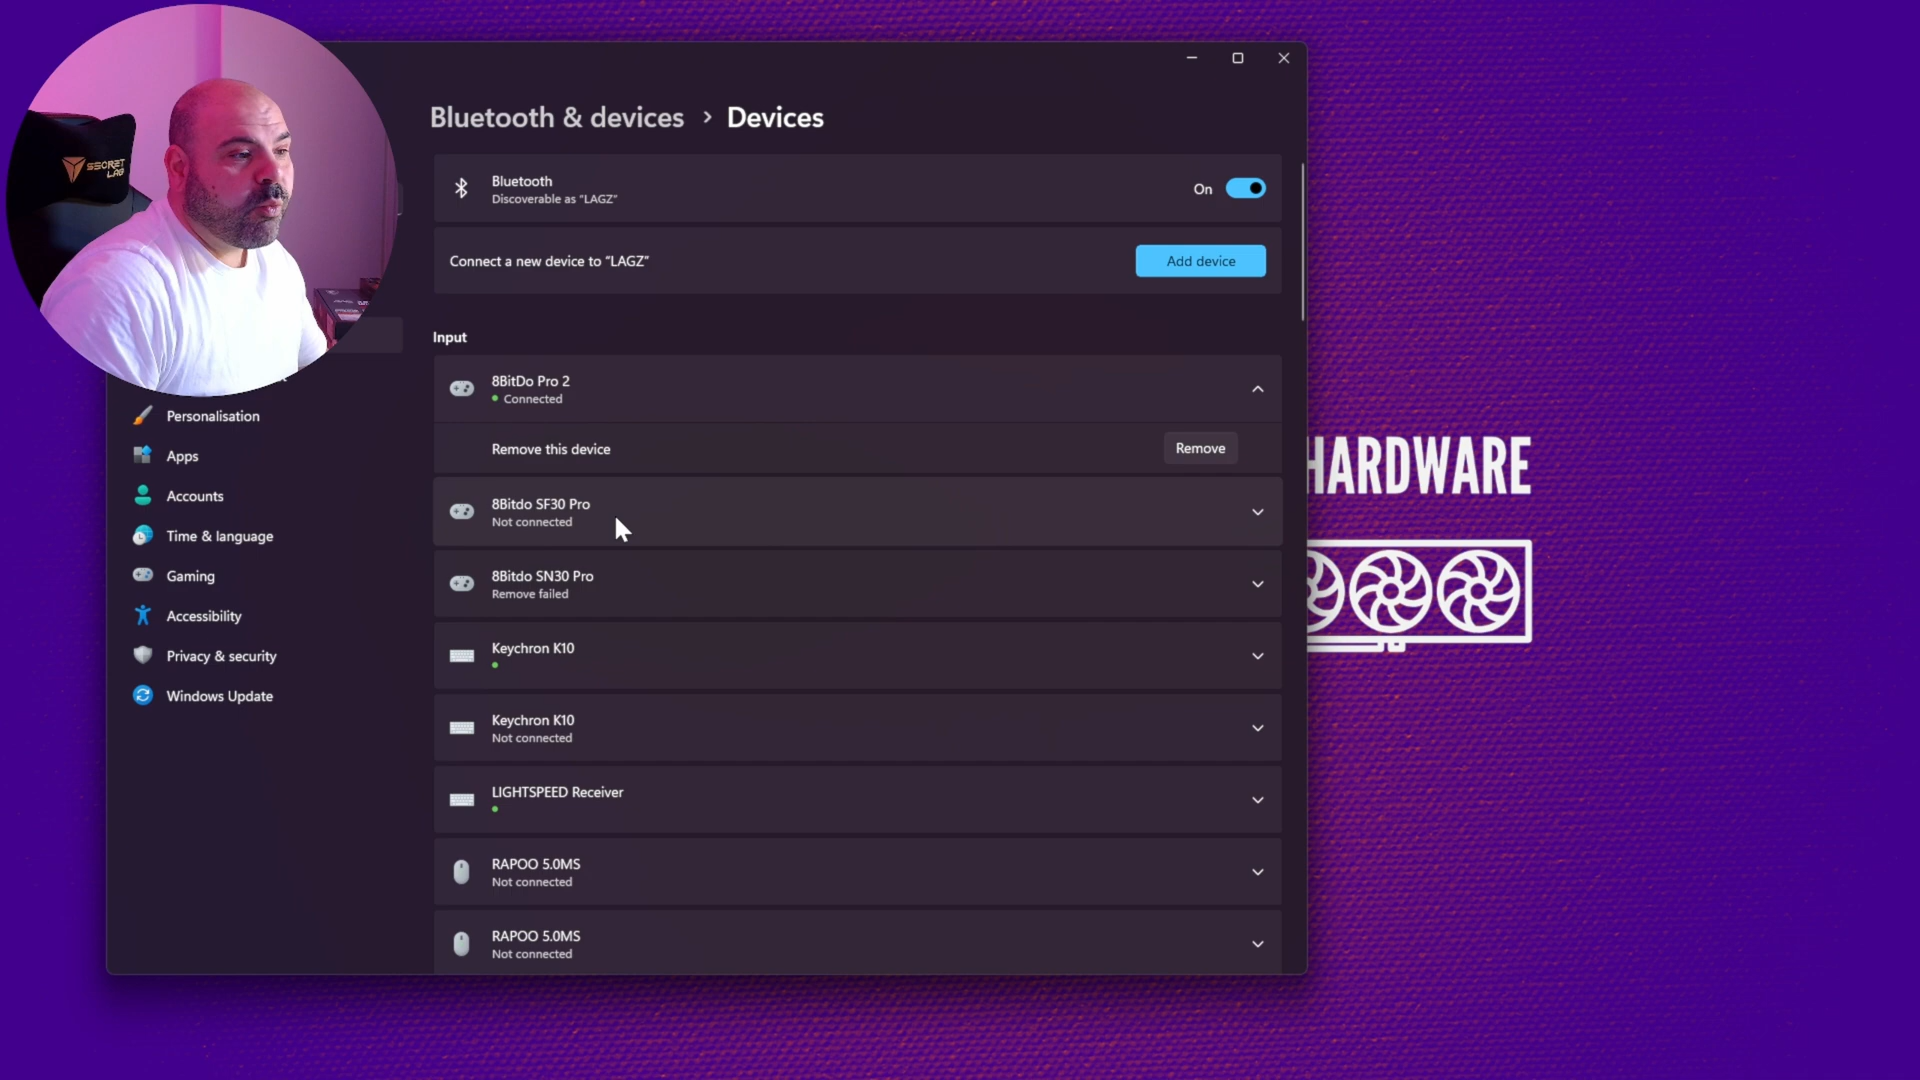 SECRET
LAB
Bluetooth & devices > Devices
Bluetooth
Discoverable as "LAGZ"
On
Connect a new device to "LAGZ"
Add device
Input
8BitDo Pro 2
Connected
Remove this device
Remove
8Bitdo SF30 Pro
Not connected
8Bitdo SN30 Pro
Remove failed
Keychron K10
Keychron K10
Not connected
LIGHTSPEED Receiver
RAPOO 5.0MS
Not connected
RAPOO 5.0MS
Not connected
Personalisation
Apps
Accounts
Time & language
Gaming
Accessibility
Privacy & security
Windows Update
HARDWARE